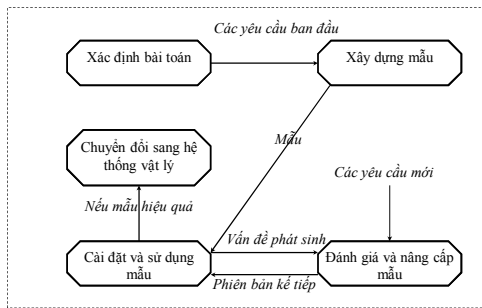 Các yêu cầu ban đầu
Xác định bài toán
Xây dựng mẫu
Mẫu
Chuyển đổi sang hệ
thống vật lý
Các yêu cầu mới
Nếu mẫu hiệu quả
Vấn đề phát sinh
Cài đặt và sử dụng
mẫu
Đánh giá và nâng cấp
mẫu
Phiên bản kế tiếp